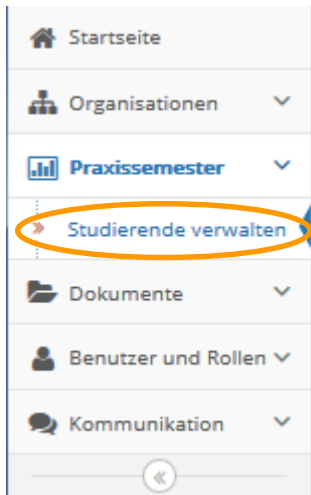 Startseite
Organisationen
Praxissemester
Studierende verwalten
Dokumente
Benutzer und Rollen
Kommunikation